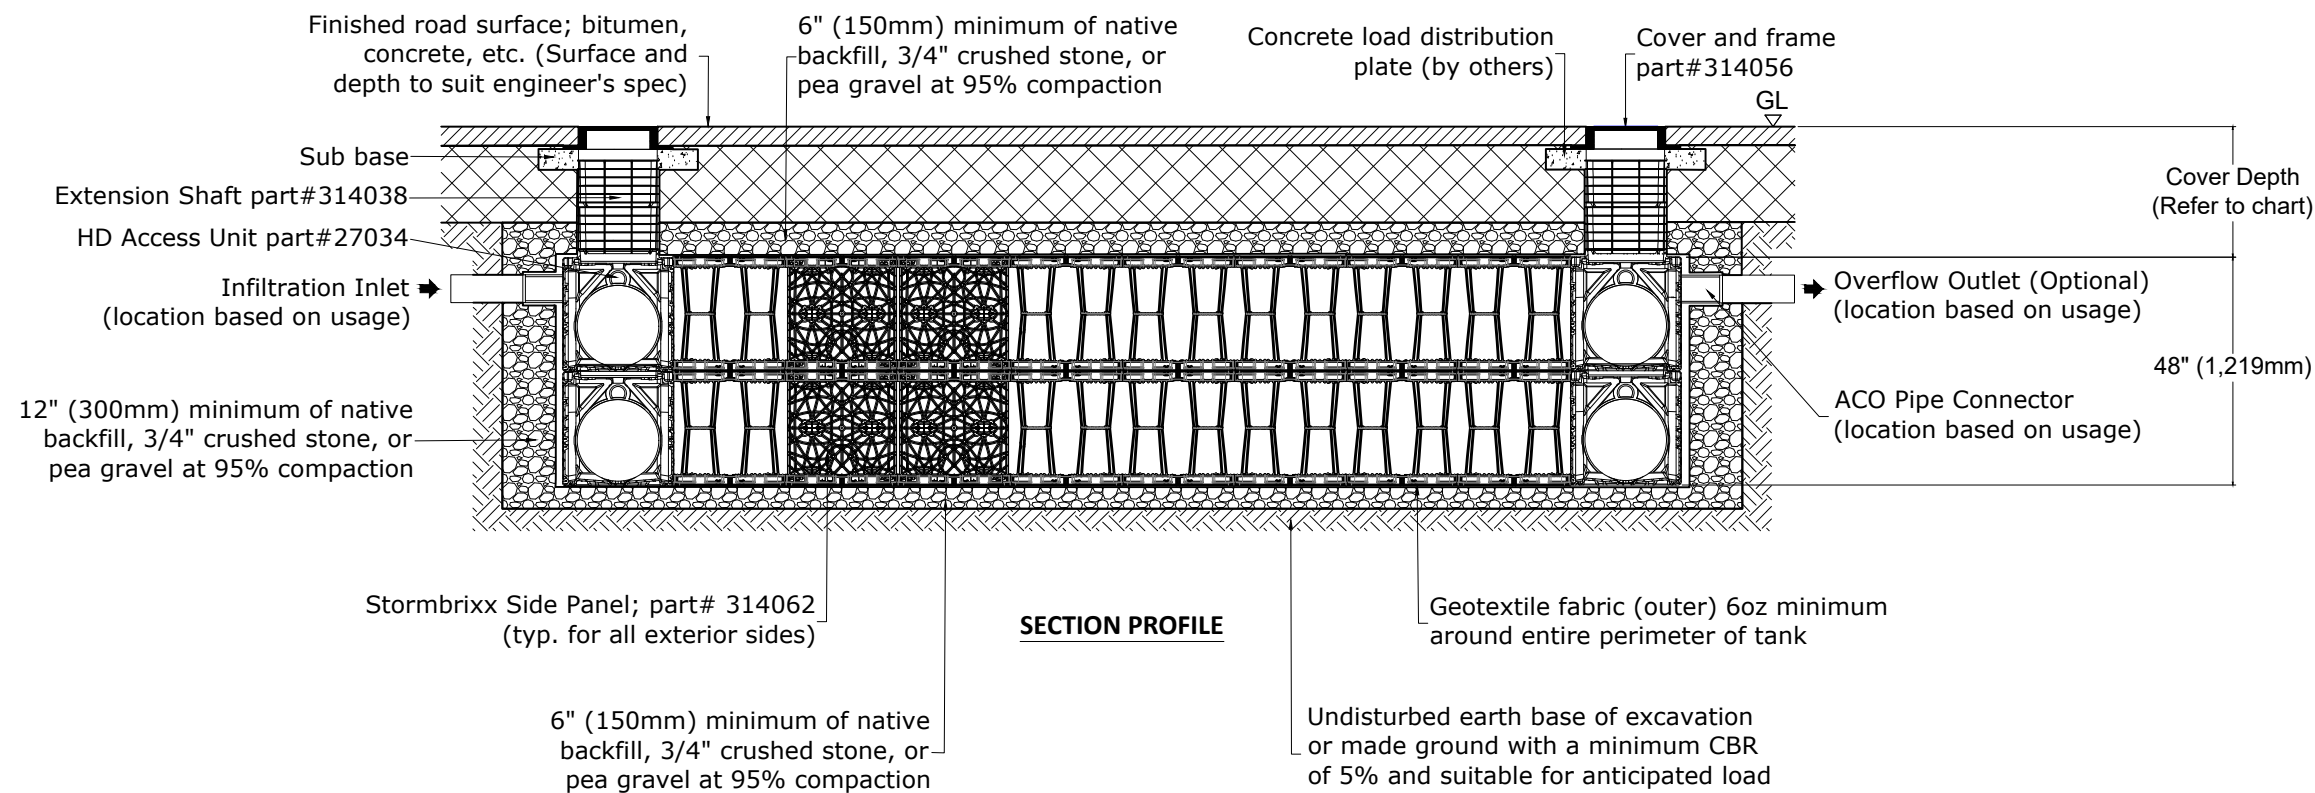 Finished road surface; bitumen,
concrete, etc. (Surface and
depth to suit engineer's spec)
6" (150mm) minimum of native
backfill, 3/4" crushed stone, or
pea gravel at 95% compaction
Concrete load distribution
plate (by others)
Cover and frame
part#314056
GL
Sub base
Extension Shaft part#314038
HD Access Unit part#27034
Infiltration Inlet
(location based on usage)
12" (300mm) minimum of native
backfill, 3/4" crushed stone, or
pea gravel at 95% compaction
Cover Depth
(Refer to chart)
Overflow Outlet (Optional)
(location based on usage)
48" (1,219mm)
ACO Pipe Connector
(location based on usage)
Stormbrixx Side Panel; part# 314062
(typ. for all exterior sides)
SECTION PROFILE
Geotextile fabric (outer) 6oz minimum
around entire perimeter of tank
6" (150mm) minimum of native
backfill, 3/4" crushed stone, or
pea gravel at 95% compaction
Undisturbed earth base of excavation
or made ground with a minimum CBR
of 5% and suitable for anticipated load